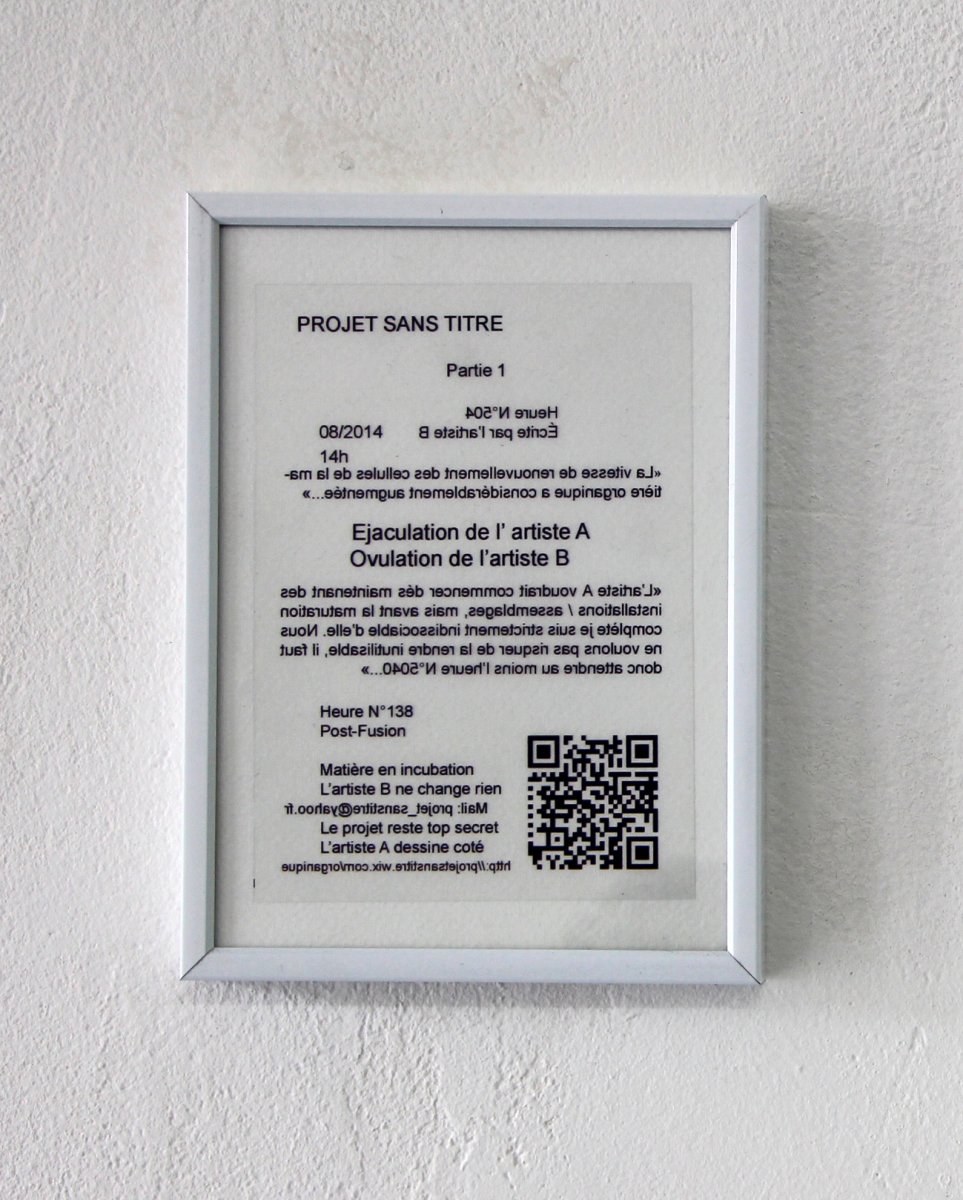 PROJET SANS TITRE
Partie 1
Heure N°504
08/2014 Écrite par l'artiste B
14h
«La vitesse de renouvellement des cellules de la ma-
tière organique a considérablement augmentée...»
Ejaculation de l' artiste A
Ovulation de l'artiste B
«L'artiste A voudrait commencer dés maintenant des
installations / assemblages, mais avant la maturation
complète je suis strictement indissociable d'elle. Nous
ne voulons pas risquer de la rendre inutilisable, il faut
donc attendre au moins l'heure N°5040...»
Heure N°138
Post-Fusion
Matière en incubation
L'artiste B ne change rien
Mail: projet_sanstitre@yahoo.fr
Le projet reste top secret
L'artiste A dessine coté
http://projetsanstitre.wix.com/organique